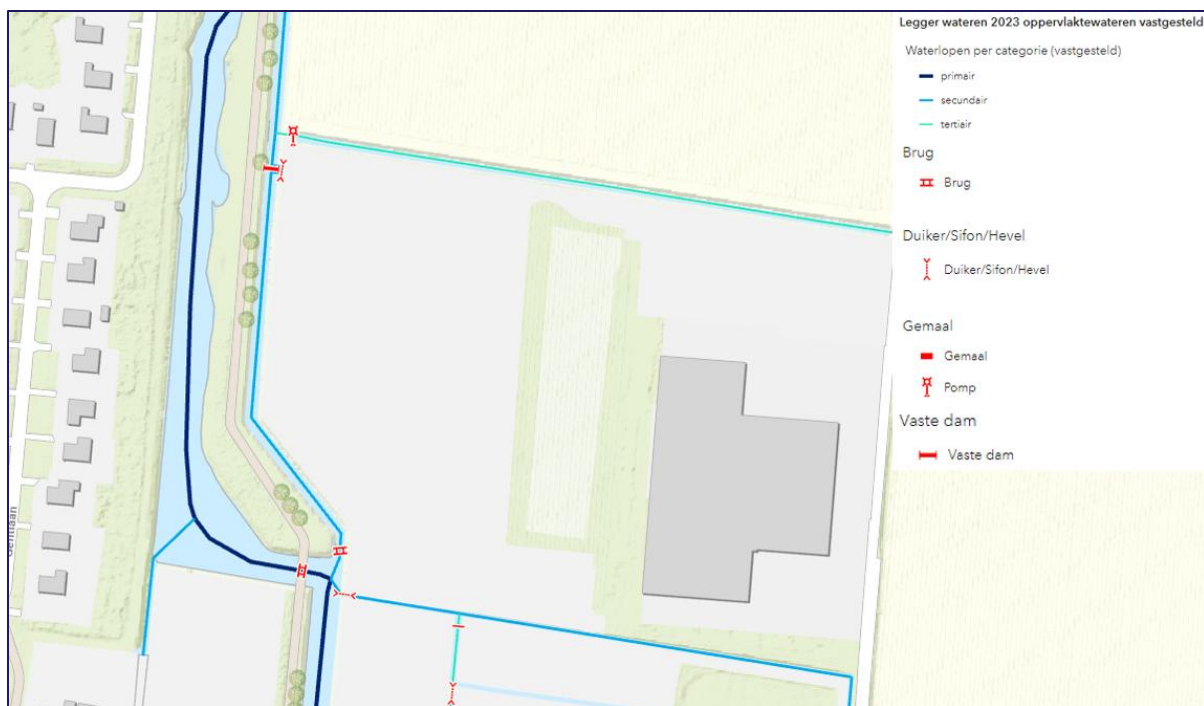 Legger wateren 2023 oppervlaktewateren vastgesteld
Waterlopen per categorie (vastgesteld)
primair
secundair
tertiair
Brug
Brug
Duiker/Sifon/Hevel
Duiker/Sifon/Hevel
Gemaal
Gemaal
Pomp
Vaste dam
Vaste dam